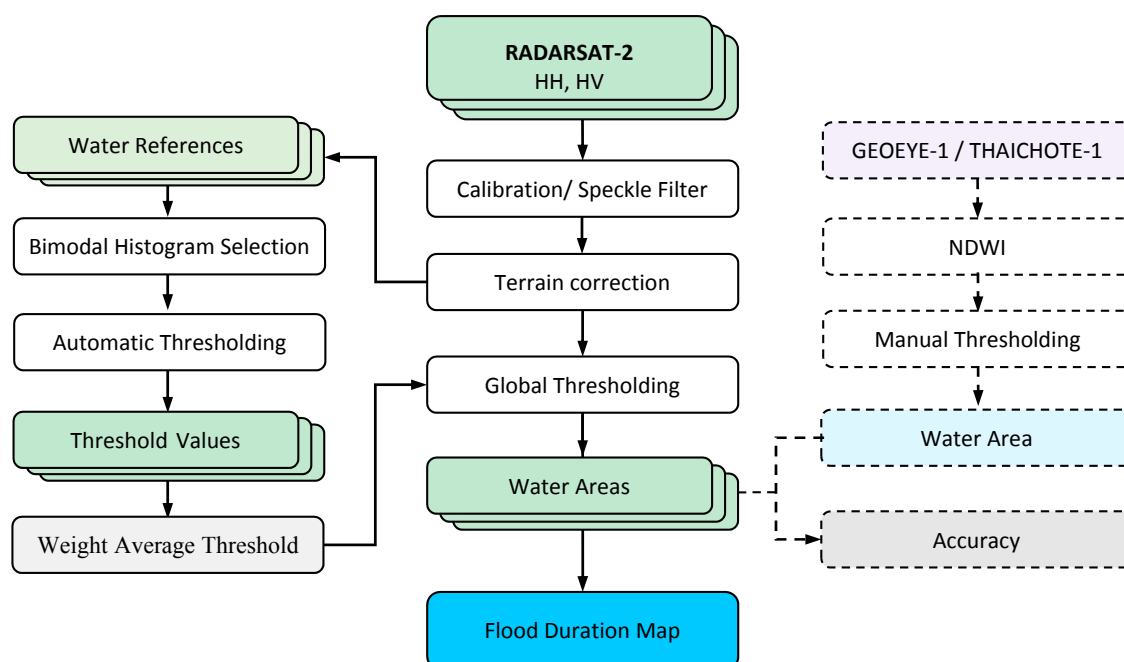 RADARSAT-2
HH, HV
Water References
GEOEYE-1 / THAICHOTE-1
Calibration/ Speckle Filter
Bimodal Histogram Selection
NDWI
Terrain correction
Automatic Thresholding
Manual Thresholding
Global Thresholding
Threshold Values
Water Area
Water Areas
Weight Average Threshold
Accuracy
Flood Duration Map